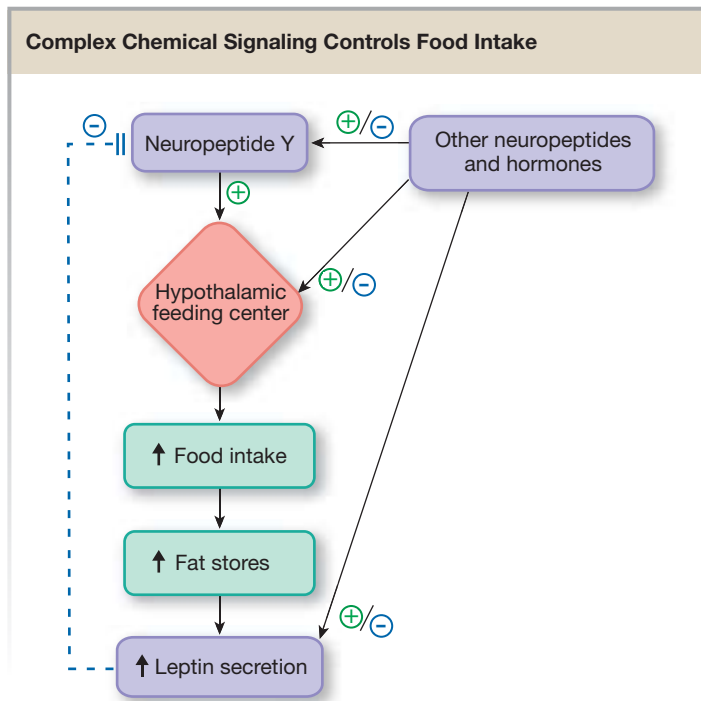 Complex Chemical Signaling Controls Food Intake
-
Neuropeptide Y
+/-
Other neuropeptides
and hormones
+
+/-
Hypothalamic
feeding center
↑ Food intake
↑ Fat stores
+/-
↑ Leptin secretion